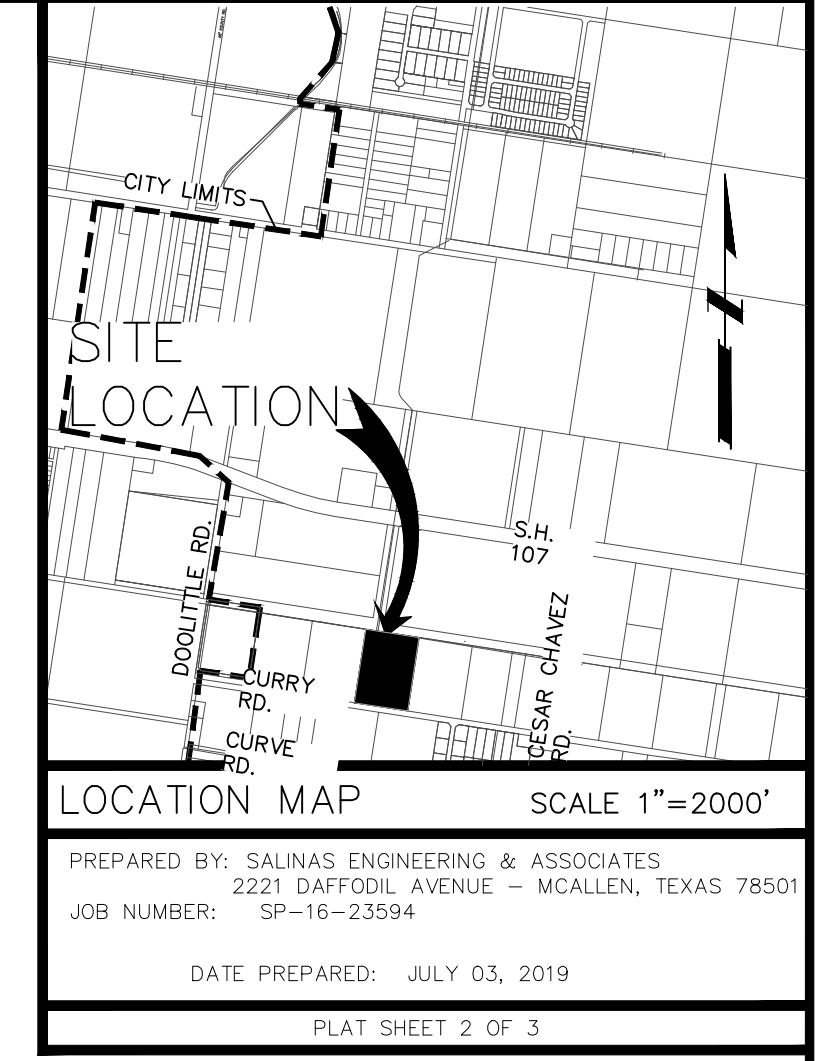 CITY LIMITS
SITE
LOCATION
S.H.
107
DOOLITTLE RD.
CESAR CHAVEZ
RD.
CURRY
RD.
CURVE
RD.
LOCATION MAP
SCALE 1"=2000'
PREPARED BY: SALINAS ENGINEERING & ASSOCIATES
2221 DAFFODIL AVENUE – MCALLEN, TEXAS 78501
JOB NUMBER: SP–16–23594
DATE PREPARED: JULY 03, 2019
PLAT SHEET 2 OF 3